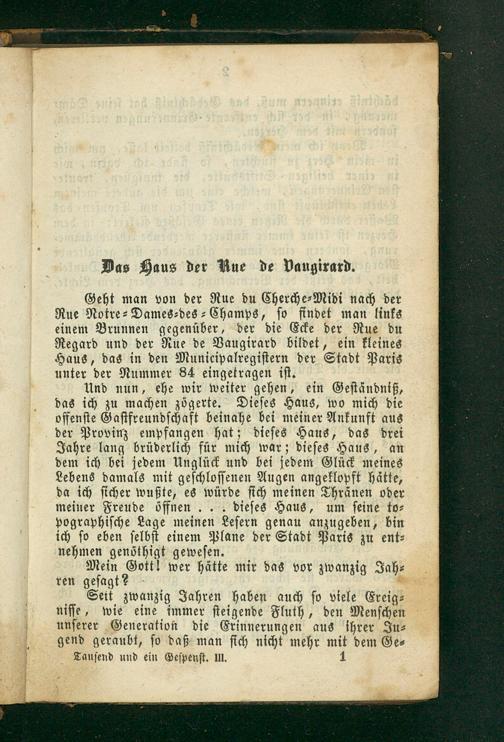 Das Haus der Rue de Vaugirard.
Geht man von der Rue du Cherche-Midi nach der
Rue Notre-Dames-des-Champs, so findet man links
einem Brunnen gegenüber, der die Ecke der Rue du
Regard und der Rue de Vaugirard bildet, ein kleines
Haus, das in den Municipalregistern der Stadt Paris
unter der Nummer 84 eingetragen ist.
Und nun, ehe wir weiter gehen, ein Geständniß,
das ich zu machen zögerte. Dieses Haus, wo mich die
offenste Gastfreundschaft beinahe bei meiner Ankunft aus
der Provinz empfangen hat; dieses Haus, das drei
Jahre lang brüderlich für mich war; dieses Haus, an
dem ich bei jedem Unglück und bei jedem Glück meines
Lebens damals mit geschlossenen Augen angeklopft hätte,
da ich sicher wußte, es würde sich meinen Thränen oder
meiner Freude öffnen . . . dieses Haus, um seine to-
pographische Lage meinen Lesern genau anzugeben, bin
ich so eben selbst einem Plane der Stadt Paris zu ent-
nehmen genöthigt gewesen.
Mein Gott! wer hätte mir das vor zwanzig Jah-
ren gesagt?
Seit zwanzig Jahren haben auch so viele Ereig-
nisse, wie eine immer steigende Fluth, den Menschen
unserer Generation die Erinnerungen aus ihrer Ju-
gend geraubt, so daß man sich nicht mehr mit dem Ge-
Tausend und ein Gespenst. III. 1